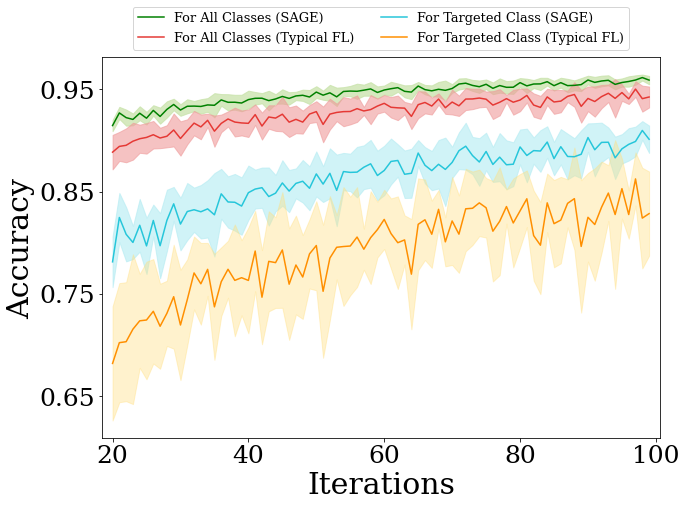 For All Classes (SAGE)
For All Classes (Typical FL)
For Targeted Class (SAGE)
For Targeted Class (Typical FL)
Accuracy
0.95
0.85
0.75
0.65
20 40 60 80 100
Iterations